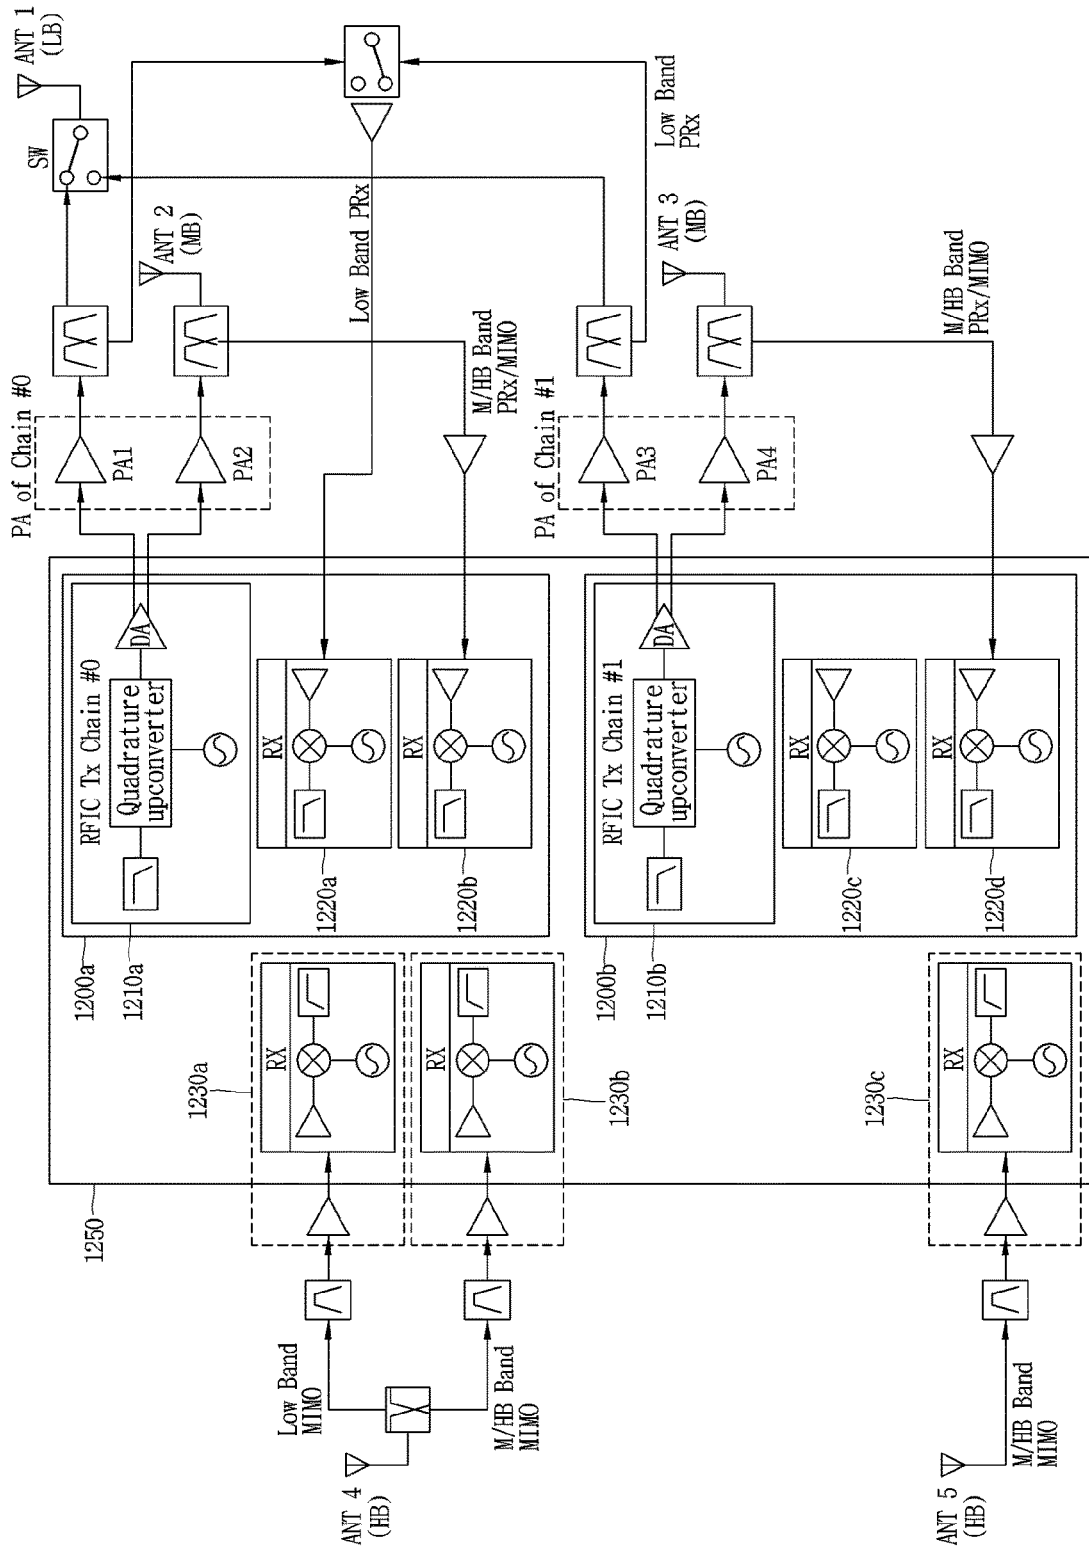 ANT 1
(LB)
SW
ANT 2
(MB)
Low Band PRx
Low Band
PRx
PA of Chain #0
PA1
PA2
M/HB Band
PRx/MIMO
ANT 3
(MB)
PA of Chain #1
PA3
PA4
M/HB Band
PRx/MIMO
RFIC Tx Chain #0
Quadrature
upconverter
DA
RX
RX
1200a
1210a
1220a
1220b
RFIC Tx Chain #1
Quadrature
upconverter
DA
RX
RX
1200b
1210b
1220c
1220d
RX
1230a
RX
1230b
RX
1230c
1250
Low Band
MIMO
M/HB Band
MIMO
ANT 4
(HB)
M/HB Band
MIMO
ANT 5
(HB)